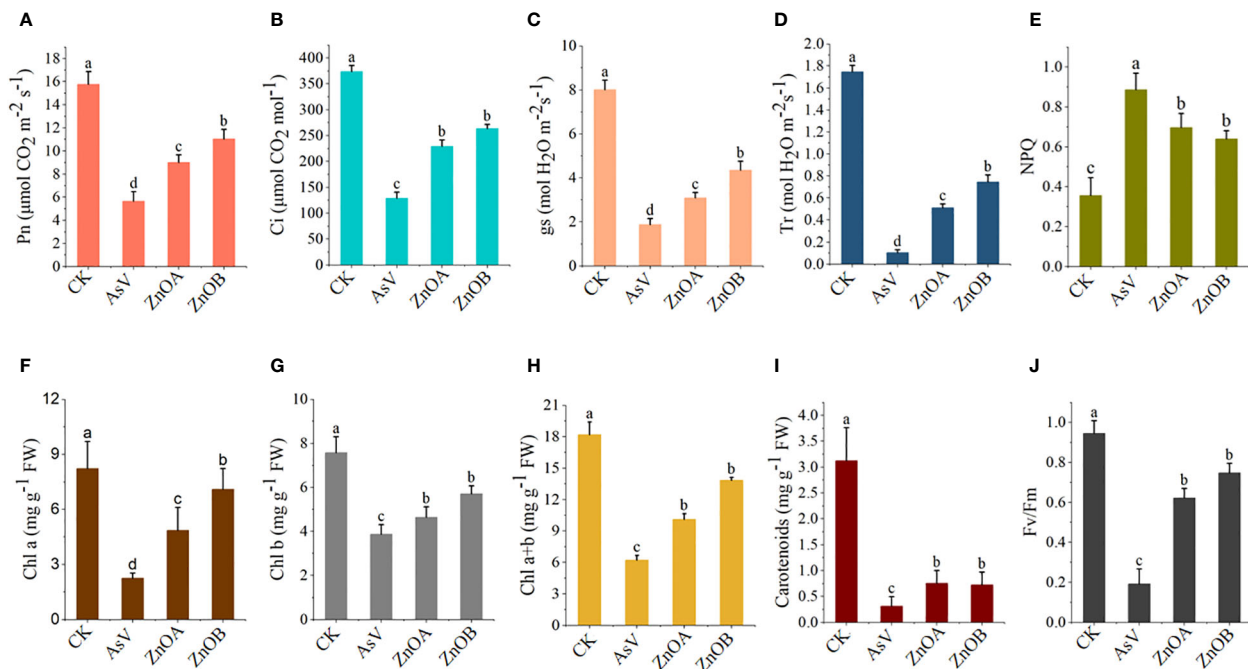 A
Pn (μmol CO2 m−2 s−1)
18
16
14
12
10
8
6
4
2
0
a
d
c
b
CK
AsV
ZnOA
ZnOB
B
Ci (μmol CO2 mol−1)
400
350
300
250
200
150
100
50
0
a
c
b
b
CK
AsV
ZnOA
ZnOB
C
gs (mol H2O m−2s−1)
8
6
4
2
0
a
d
c
b
CK
AsV
ZnOA
ZnOB
D
Tr (mol H2O m−2s−1)
2.0
1.8
1.6
1.4
1.2
1.0
0.8
0.6
0.4
0.2
0.0
a
d
c
b
CK
AsV
ZnOA
ZnOB
E
NPQ
1.0
0.8
0.6
0.4
0.2
0.0
c
a
b
b
CK
AsV
ZnOA
ZnOB
F
Chl a (mg g−1 FW)
12
9
6
3
0
a
d
c
b
CK
AsV
ZnOA
ZnOB
G
Chl b (mg g−1 FW)
10
8
6
4
2
0
a
c
b
b
CK
AsV
ZnOA
ZnOB
H
Chl a+b (mg g−1 FW)
21
18
15
12
9
6
3
0
a
c
b
b
CK
AsV
ZnOA
ZnOB
I
Carotenoids (mg g−1 FW)
4.0
3.5
3.0
2.5
2.0
1.5
1.0
0.5
0.0
a
c
b
b
CK
AsV
ZnOA
ZnOB
J
Fv/Fm
1.0
0.8
0.6
0.4
0.2
0.0
a
c
b
b
CK
AsV
ZnOA
ZnOB